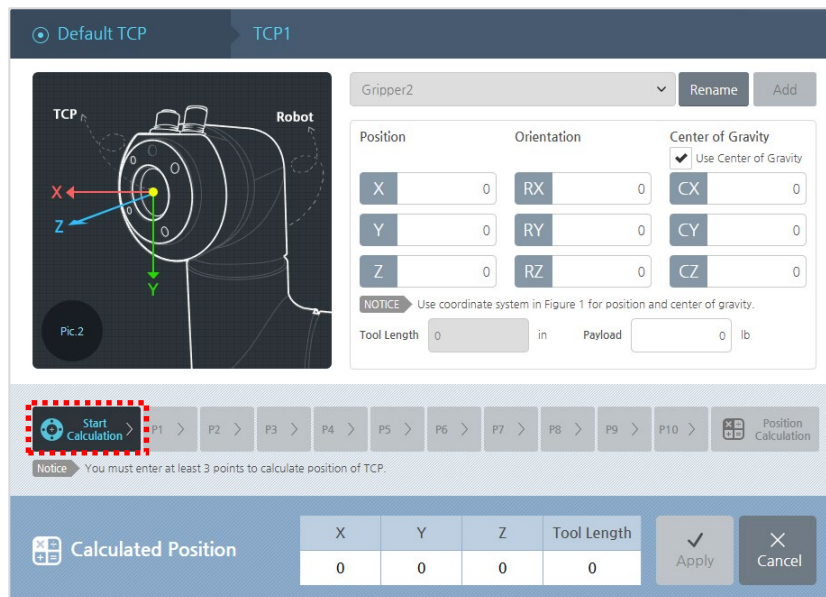 Default TCP
TCP1
TCP
Robot
X
Z
Y
Pic.2
Gripper2
Rename
Add
Position
Orientation
Center of Gravity
Use Center of Gravity
X 0
RX 0
CX 0
Y 0
RY 0
CY 0
Z 0
RZ 0
CZ 0
NOTICE Use coordinate system in Figure 1 for position and center of gravity.
Tool Length 0 in
Payload 0 lb
Start
Calculation
P1
P2
P3
P4
P5
P6
P7
P8
P9
P10
Position
Calculation
Notice You must enter at least 3 points to calculate position of TCP.
Calculated Position
X Y Z Tool Length
0 0 0 0
Apply
Cancel